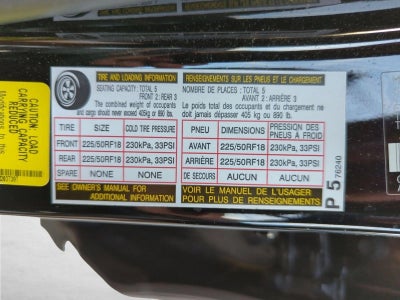 TIRE AND LOADING INFORMATION
SEATING CAPACITY: TOTAL 5
FRONT 2: REAR 3
The combined weight of occupants
and cargo should never exceed 405kg or 890 lbs.
TIRE SIZE COLD TIRE PRESSURE
FRONT 225/50RF18 230kPa, 33PSI
REAR 225/50RF18 230kPa, 33PSI
SPARE NONE NONE
SEE OWNER'S MANUAL FOR
ADDITIONAL INFORMATION
RENSEIGNEMENTS SUR LES PNEUS ET LE CHARGEMENT
NOMBRE DE PLACES : TOTAL 5
AVANT 2 : ARRIÈRE 3
Le poids total des occupants et du chargement ne
doit jamais dépasser 405 kg ou 890 lb.
PNEU DIMENSIONS PRESSION DES
PNEUS A FROID
AVANT 225/50RF18 230kPa, 33PSI
ARRIÈRE 225/50RF18 230kPa, 33PSI
DE SECOURS AUCUN AUCUN
VOIR LE MANUEL DE L'USAGER
POUR PLUS DE RENSEIGNEMENTS
P 5 76240
CAUTION: LOAD
CARRYING CAPACITY
REDUCED